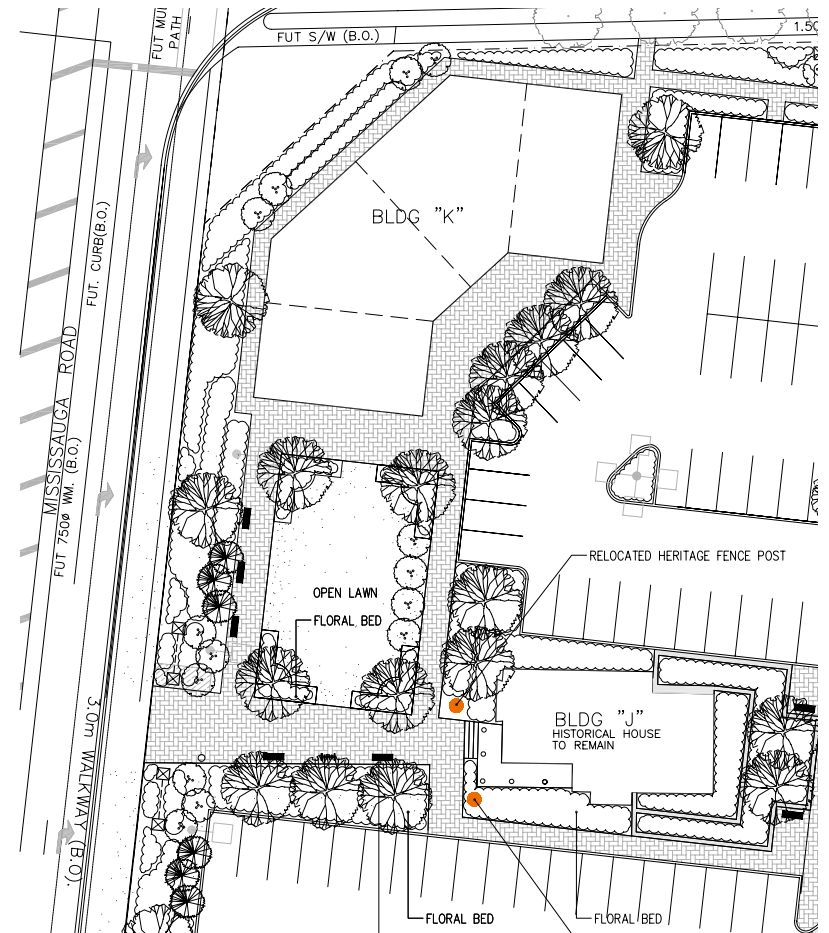 FUT MU
PATH
FUT S/W (B.O.)
1.50
FUT. CURB(B.O.)
BLDG "K"
MISSISSAUGA ROAD
FUT 750ø WM. (B.O.)
RELOCATED HERITAGE FENCE POST
OPEN LAWN
FLORAL BED
BLDG "J"
HISTORICAL HOUSE
TO REMAIN
3.0m WALKWAY (B.O).
FLORAL BED
FLORAL BED